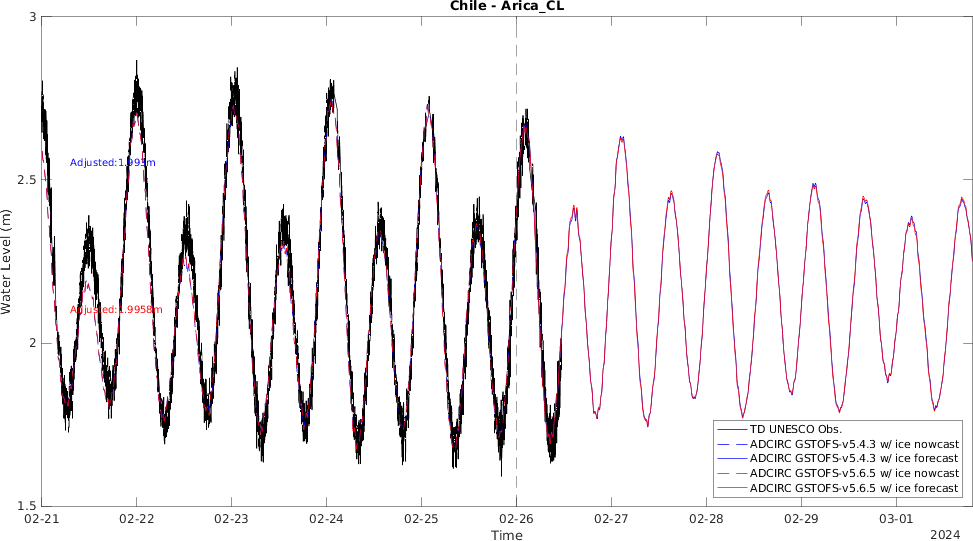 Chile - Arica_CL
3
2.5
2
1.5
Water Level (m)
Adjusted:1.993m
Adjusted:1.9958m
TD UNESCO Obs.
ADCIRC GSTOFS-v5.4.3 w/ ice nowcast
ADCIRC GSTOFS-v5.4.3 w/ ice forecast
ADCIRC GSTOFS-v5.6.5 w/ ice nowcast
ADCIRC GSTOFS-v5.6.5 w/ ice forecast
02-21 02-22 02-23 02-24 02-25 02-26 02-27 02-28 02-29 03-01
Time
2024